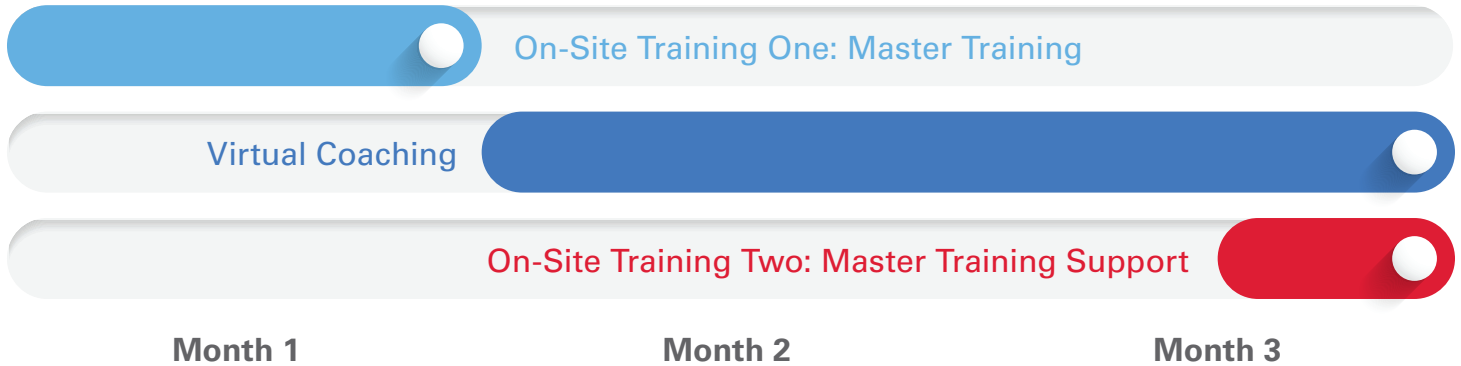 On-Site Training One: Master Training
Virtual Coaching
On-Site Training Two: Master Training Support
Month 1 Month 2 Month 3